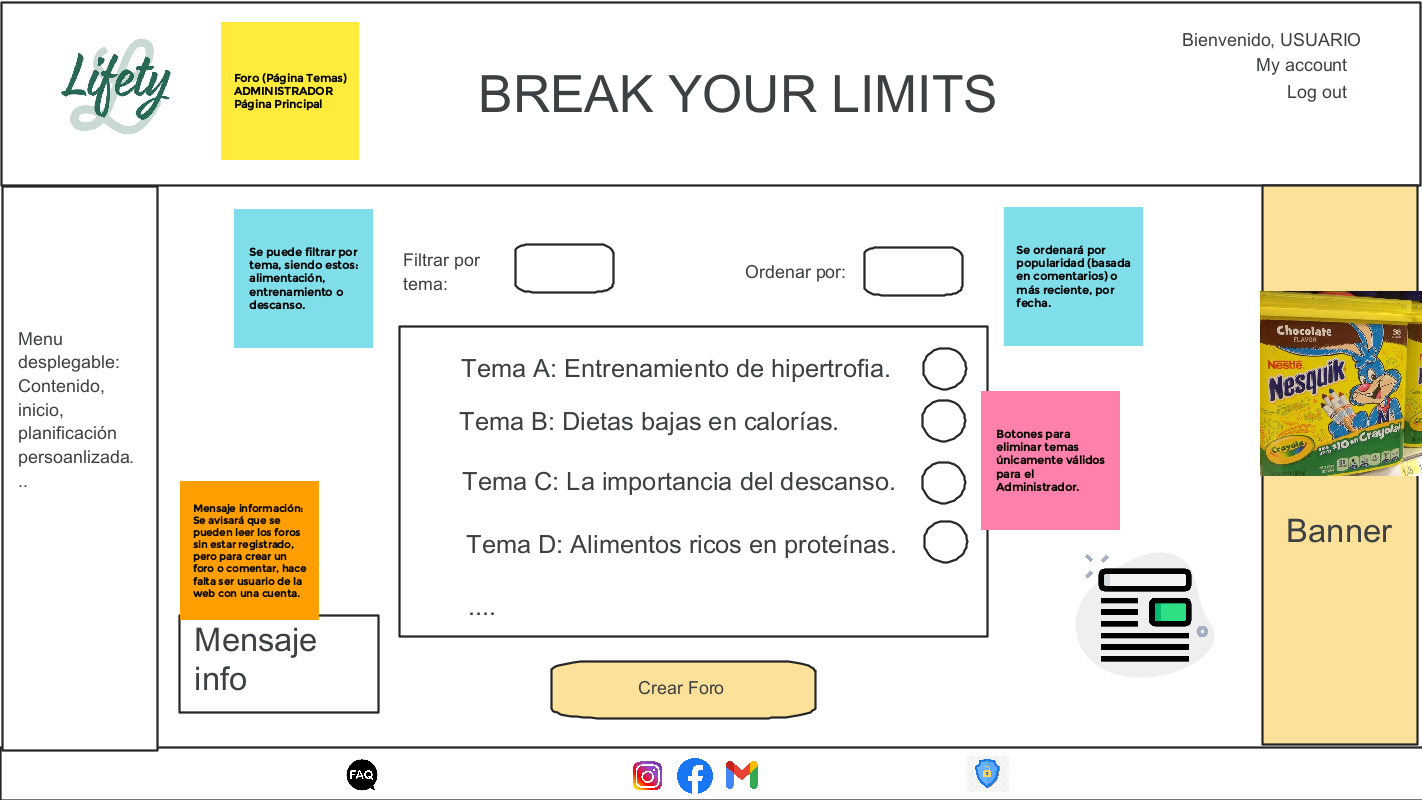 Lifety
Foro (Página Temas)
ADMINISTRADOR
Página Principal
BREAK YOUR LIMITS
Bienvenido, USUARIO
My account
Log out
Menu
desplegable:
Contenido,
inicio,
planificación
persoanlizada.
..
Se puede filtrar por
tema, siendo estos:
alimentación,
entrenamiento o
descanso.
Filtrar por
tema:
Ordenar por:
Se ordenará por
popularidad (basada
en comentarios) o
más reciente, por
fecha.
Tema A: Entrenamiento de hipertrofia.
Tema B: Dietas bajas en calorías.
Tema C: La importancia del descanso.
Tema D: Alimentos ricos en proteínas.
....
Botones para
eliminar temas
únicamente válidos
para el
Administrador.
Mensaje información:
Se avisará que se
pueden leer los foros
sin estar registrado,
pero para crear un
foro o comentar, hace
falta ser usuario de la
web con una cuenta.
Mensaje
info
Crear Foro
Chocolate
FLAVOR
38
Nestle
Nesquik
Crayola
Banner
FAQ